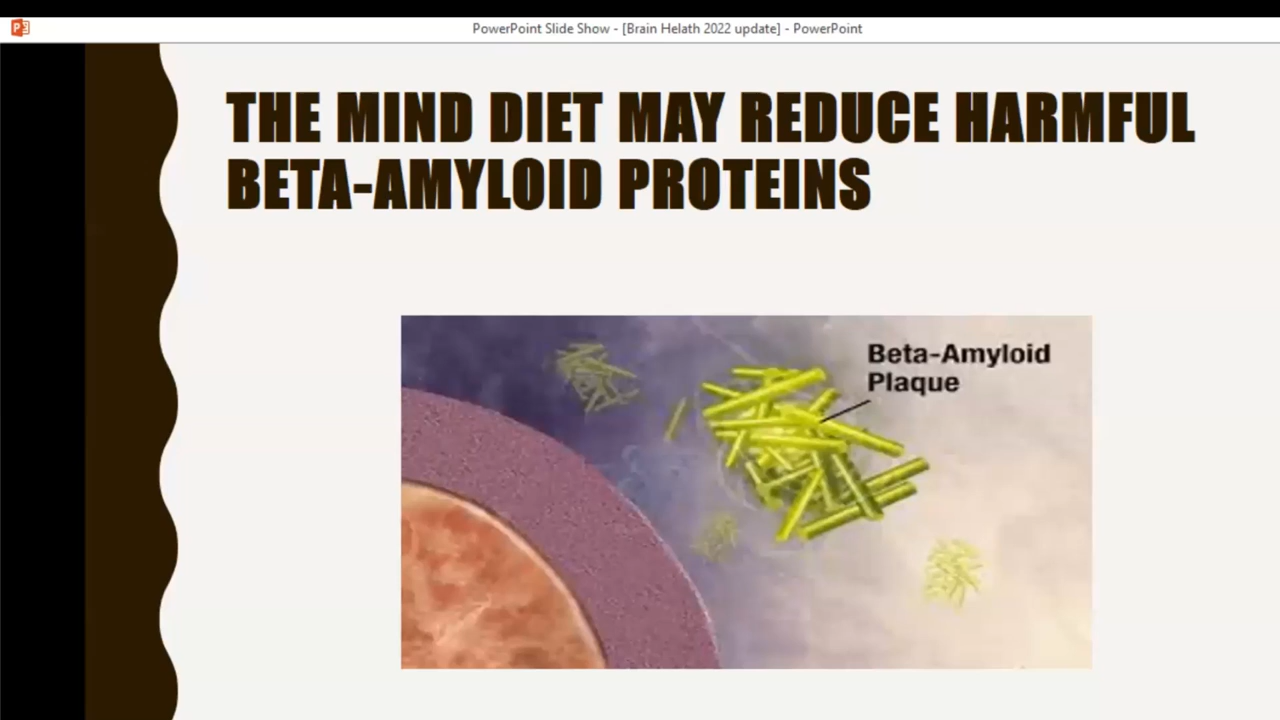 PowerPoint Slide Show - [Brain Helath 2022 update] - PowerPoint
THE MIND DIET MAY REDUCE HARMFUL
BETA-AMYLOID PROTEINS
Beta-Amyloid
Plaque